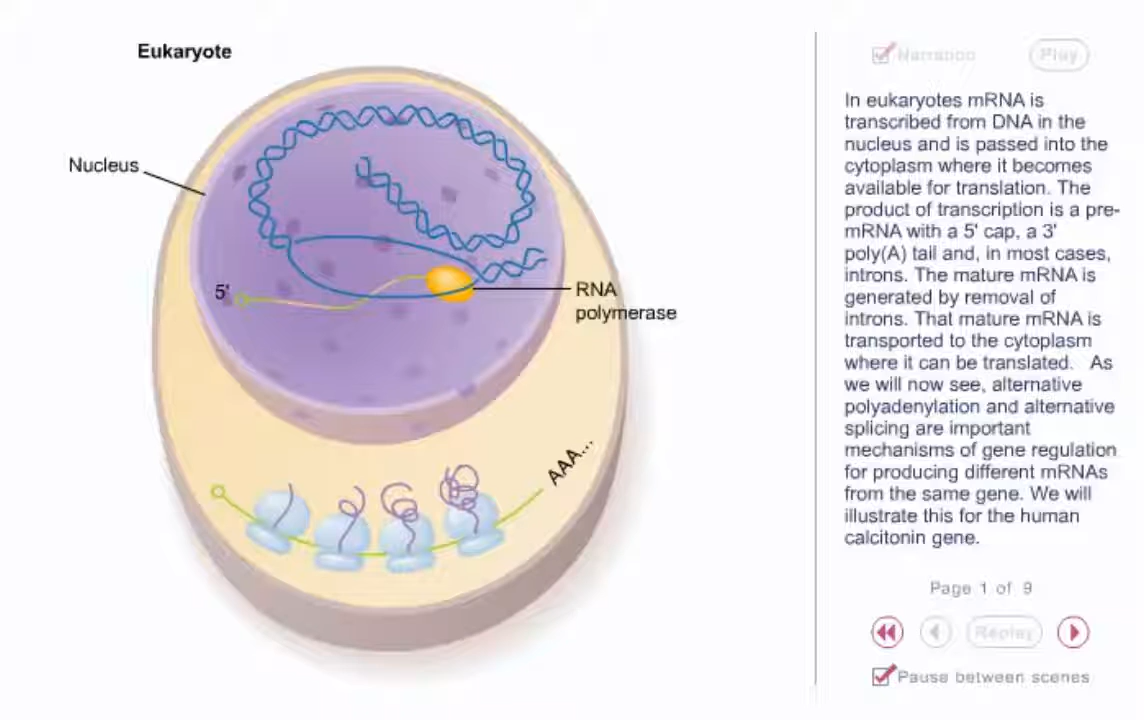 Eukaryote
Nucleus
5'
RNA
polymerase
AAA...
Narration
Play
In eukaryotes mRNA is
transcribed from DNA in the
nucleus and is passed into the
cytoplasm where it becomes
available for translation. The
product of transcription is a pre-
mRNA with a 5' cap, a 3'
poly(A) tail and, in most cases,
introns. The mature mRNA is
generated by removal of
introns. That mature mRNA is
transported to the cytoplasm
where it can be translated. As
we will now see, alternative
polyadenylation and alternative
splicing are important
mechanisms of gene regulation
for producing different mRNAs
from the same gene. We will
illustrate this for the human
calcitonin gene.
Page 1 of 9
Replay
Pause between scenes